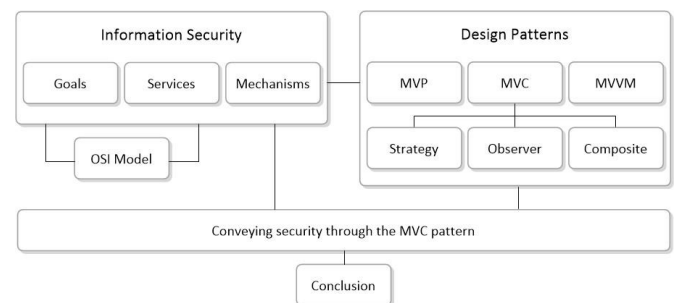 Information Security
Goals
Services
Mechanisms
OSI Model
Design Patterns
MVP
MVC
MVVM
Strategy
Observer
Composite
Conveying security through the MVC pattern
Conclusion